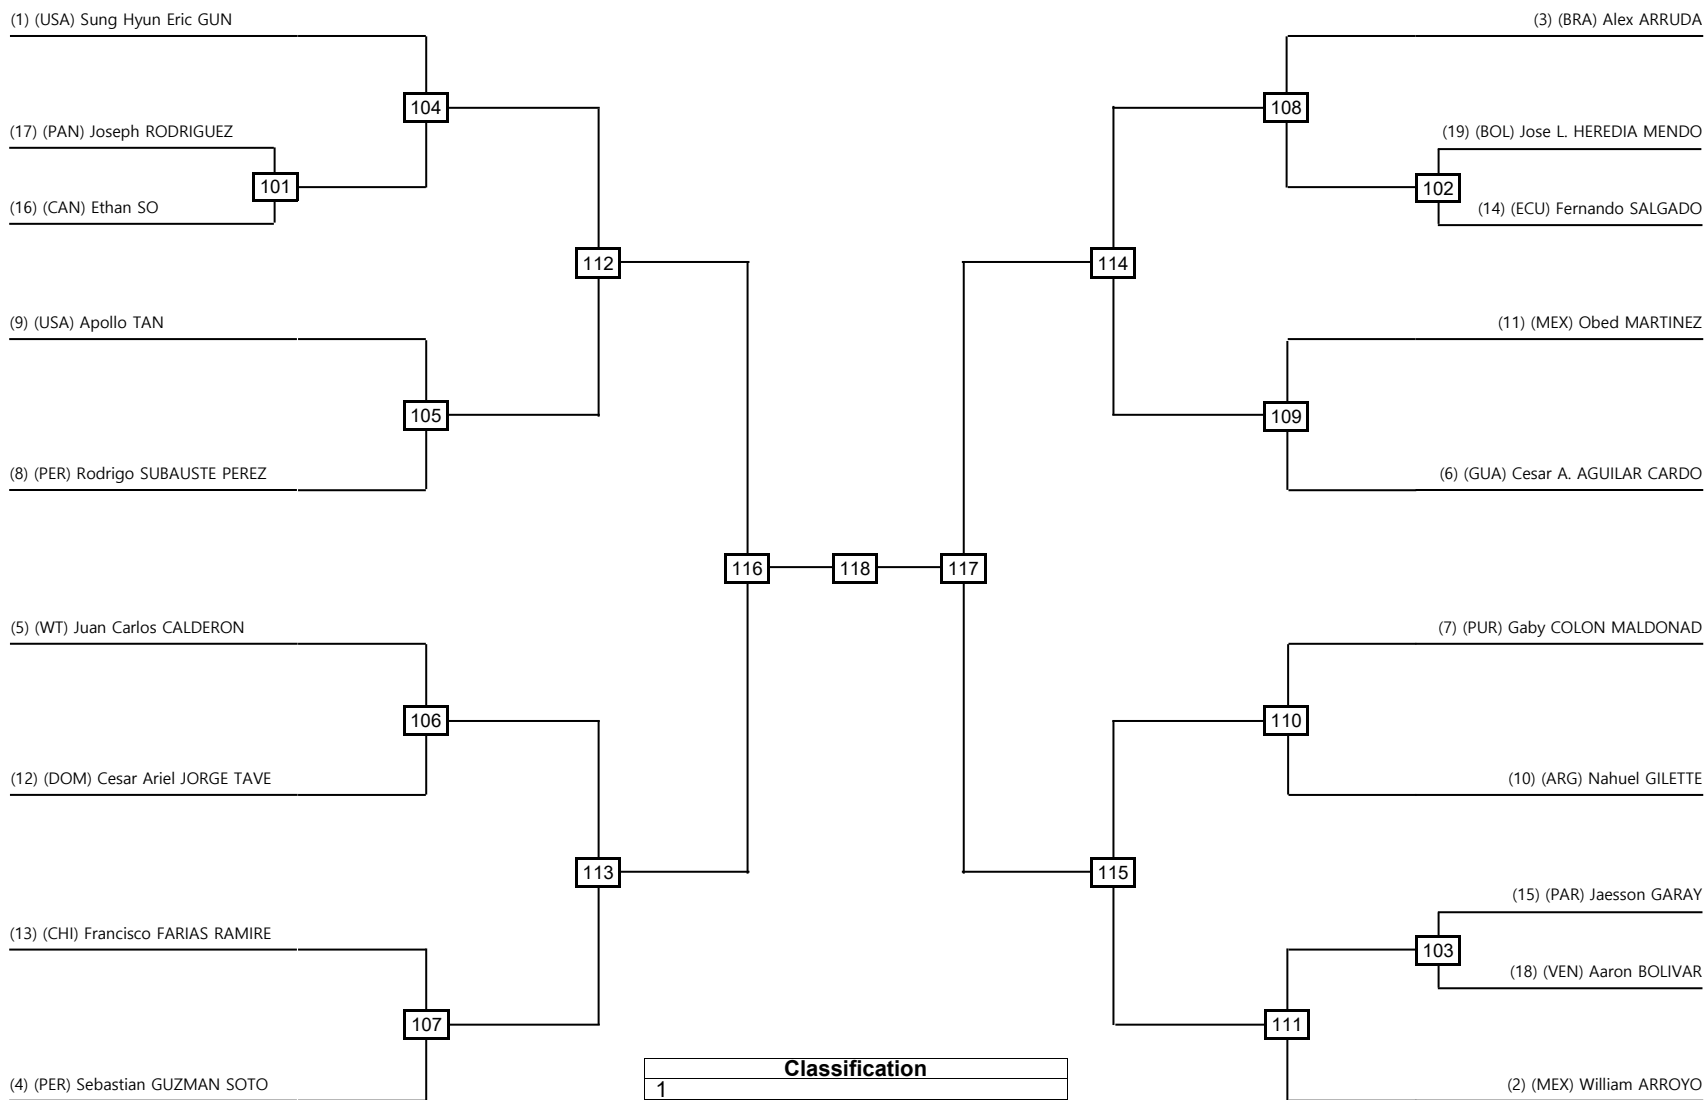 (1) (USA) Sung Hyun Eric GUN
(3) (BRA) Alex ARRUDA
104
108
(17) (PAN) Joseph RODRIGUEZ
(19) (BOL) Jose L. HEREDIA MENDO
101
102
(16) (CAN) Ethan SO
(14) (ECU) Fernando SALGADO
112
114
(9) (USA) Apollo TAN
(11) (MEX) Obed MARTINEZ
105
109
(8) (PER) Rodrigo SUBAUSTE PEREZ
(6) (GUA) Cesar A. AGUILAR CARDO
116
118
117
(5) (WT) Juan Carlos CALDERON
(7) (PUR) Gaby COLON MALDONAD
106
110
(12) (DOM) Cesar Ariel JORGE TAVE
(10) (ARG) Nahuel GILETTE
113
115
(15) (PAR) Jaesson GARAY
(13) (CHI) Francisco FARIAS RAMIRE
103
(18) (VEN) Aaron BOLIVAR
107
111
Classification
(4) (PER) Sebastian GUZMAN SOTO
1
(2) (MEX) William ARROYO